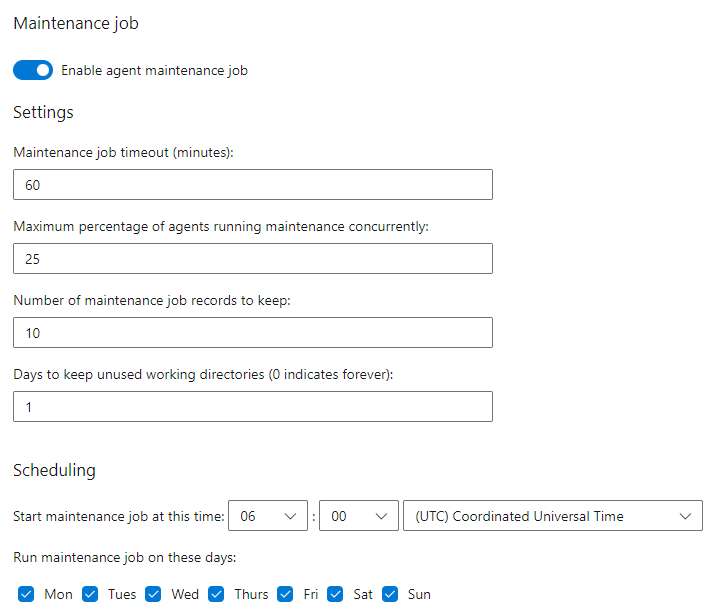 Maintenance job
Enable agent maintenance job
Settings
Maintenance job timeout (minutes):
60
Maximum percentage of agents running maintenance concurrently:
25
Number of maintenance job records to keep:
10
Days to keep unused working directories (0 indicates forever):
1
Scheduling
Start maintenance job at this time: 06 : 00 (UTC) Coordinated Universal Time
Run maintenance job on these days:
Mon Tues Wed Thurs Fri Sat Sun